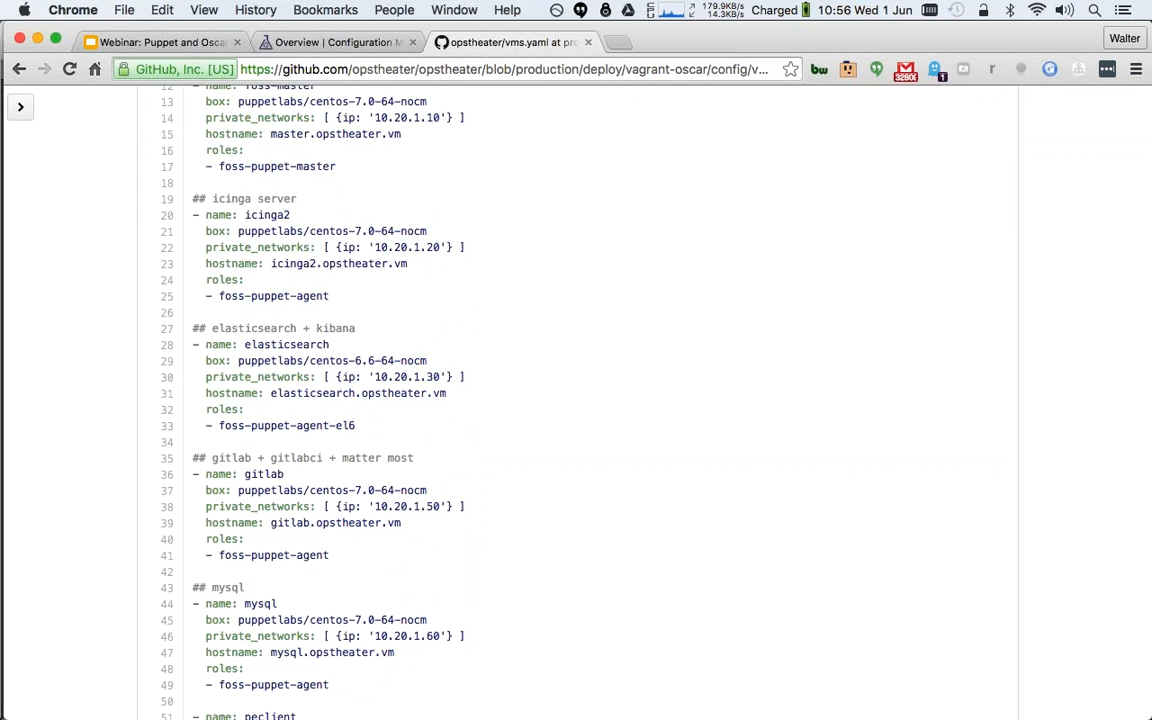 Chrome File Edit View History Bookmarks People Window Help 179.9KB/s 14.3KB/s Charged 10:56 Wed 1 Jun
Webinar: Puppet and Osca × Overview | Configuration M × opstheater/vms.yaml at pro × Walter
GitHub, Inc. [US] https://github.com/opstheater/opstheater/blob/production/deploy/vagrant-oscar/config/v...
12 - name: foss-master
13 box: puppetlabs/centos-7.0-64-nocm
14 private_networks: [ {ip: '10.20.1.10'} ]
15 hostname: master.opstheater.vm
16 roles:
17 - foss-puppet-master
18
19 ## icinga server
20 - name: icinga2
21 box: puppetlabs/centos-7.0-64-nocm
22 private_networks: [ {ip: '10.20.1.20'} ]
23 hostname: icinga2.opstheater.vm
24 roles:
25 - foss-puppet-agent
26
27 ## elasticsearch + kibana
28 - name: elasticsearch
29 box: puppetlabs/centos-6.6-64-nocm
30 private_networks: [ {ip: '10.20.1.30'} ]
31 hostname: elasticsearch.opstheater.vm
32 roles:
33 - foss-puppet-agent-el6
34
35 ## gitlab + gitlabci + matter most
36 - name: gitlab
37 box: puppetlabs/centos-7.0-64-nocm
38 private_networks: [ {ip: '10.20.1.50'} ]
39 hostname: gitlab.opstheater.vm
40 roles:
41 - foss-puppet-agent
42
43 ## mysql
44 - name: mysql
45 box: puppetlabs/centos-7.0-64-nocm
46 private_networks: [ {ip: '10.20.1.60'} ]
47 hostname: mysql.opstheater.vm
48 roles:
49 - foss-puppet-agent
50
51 - name: peclient